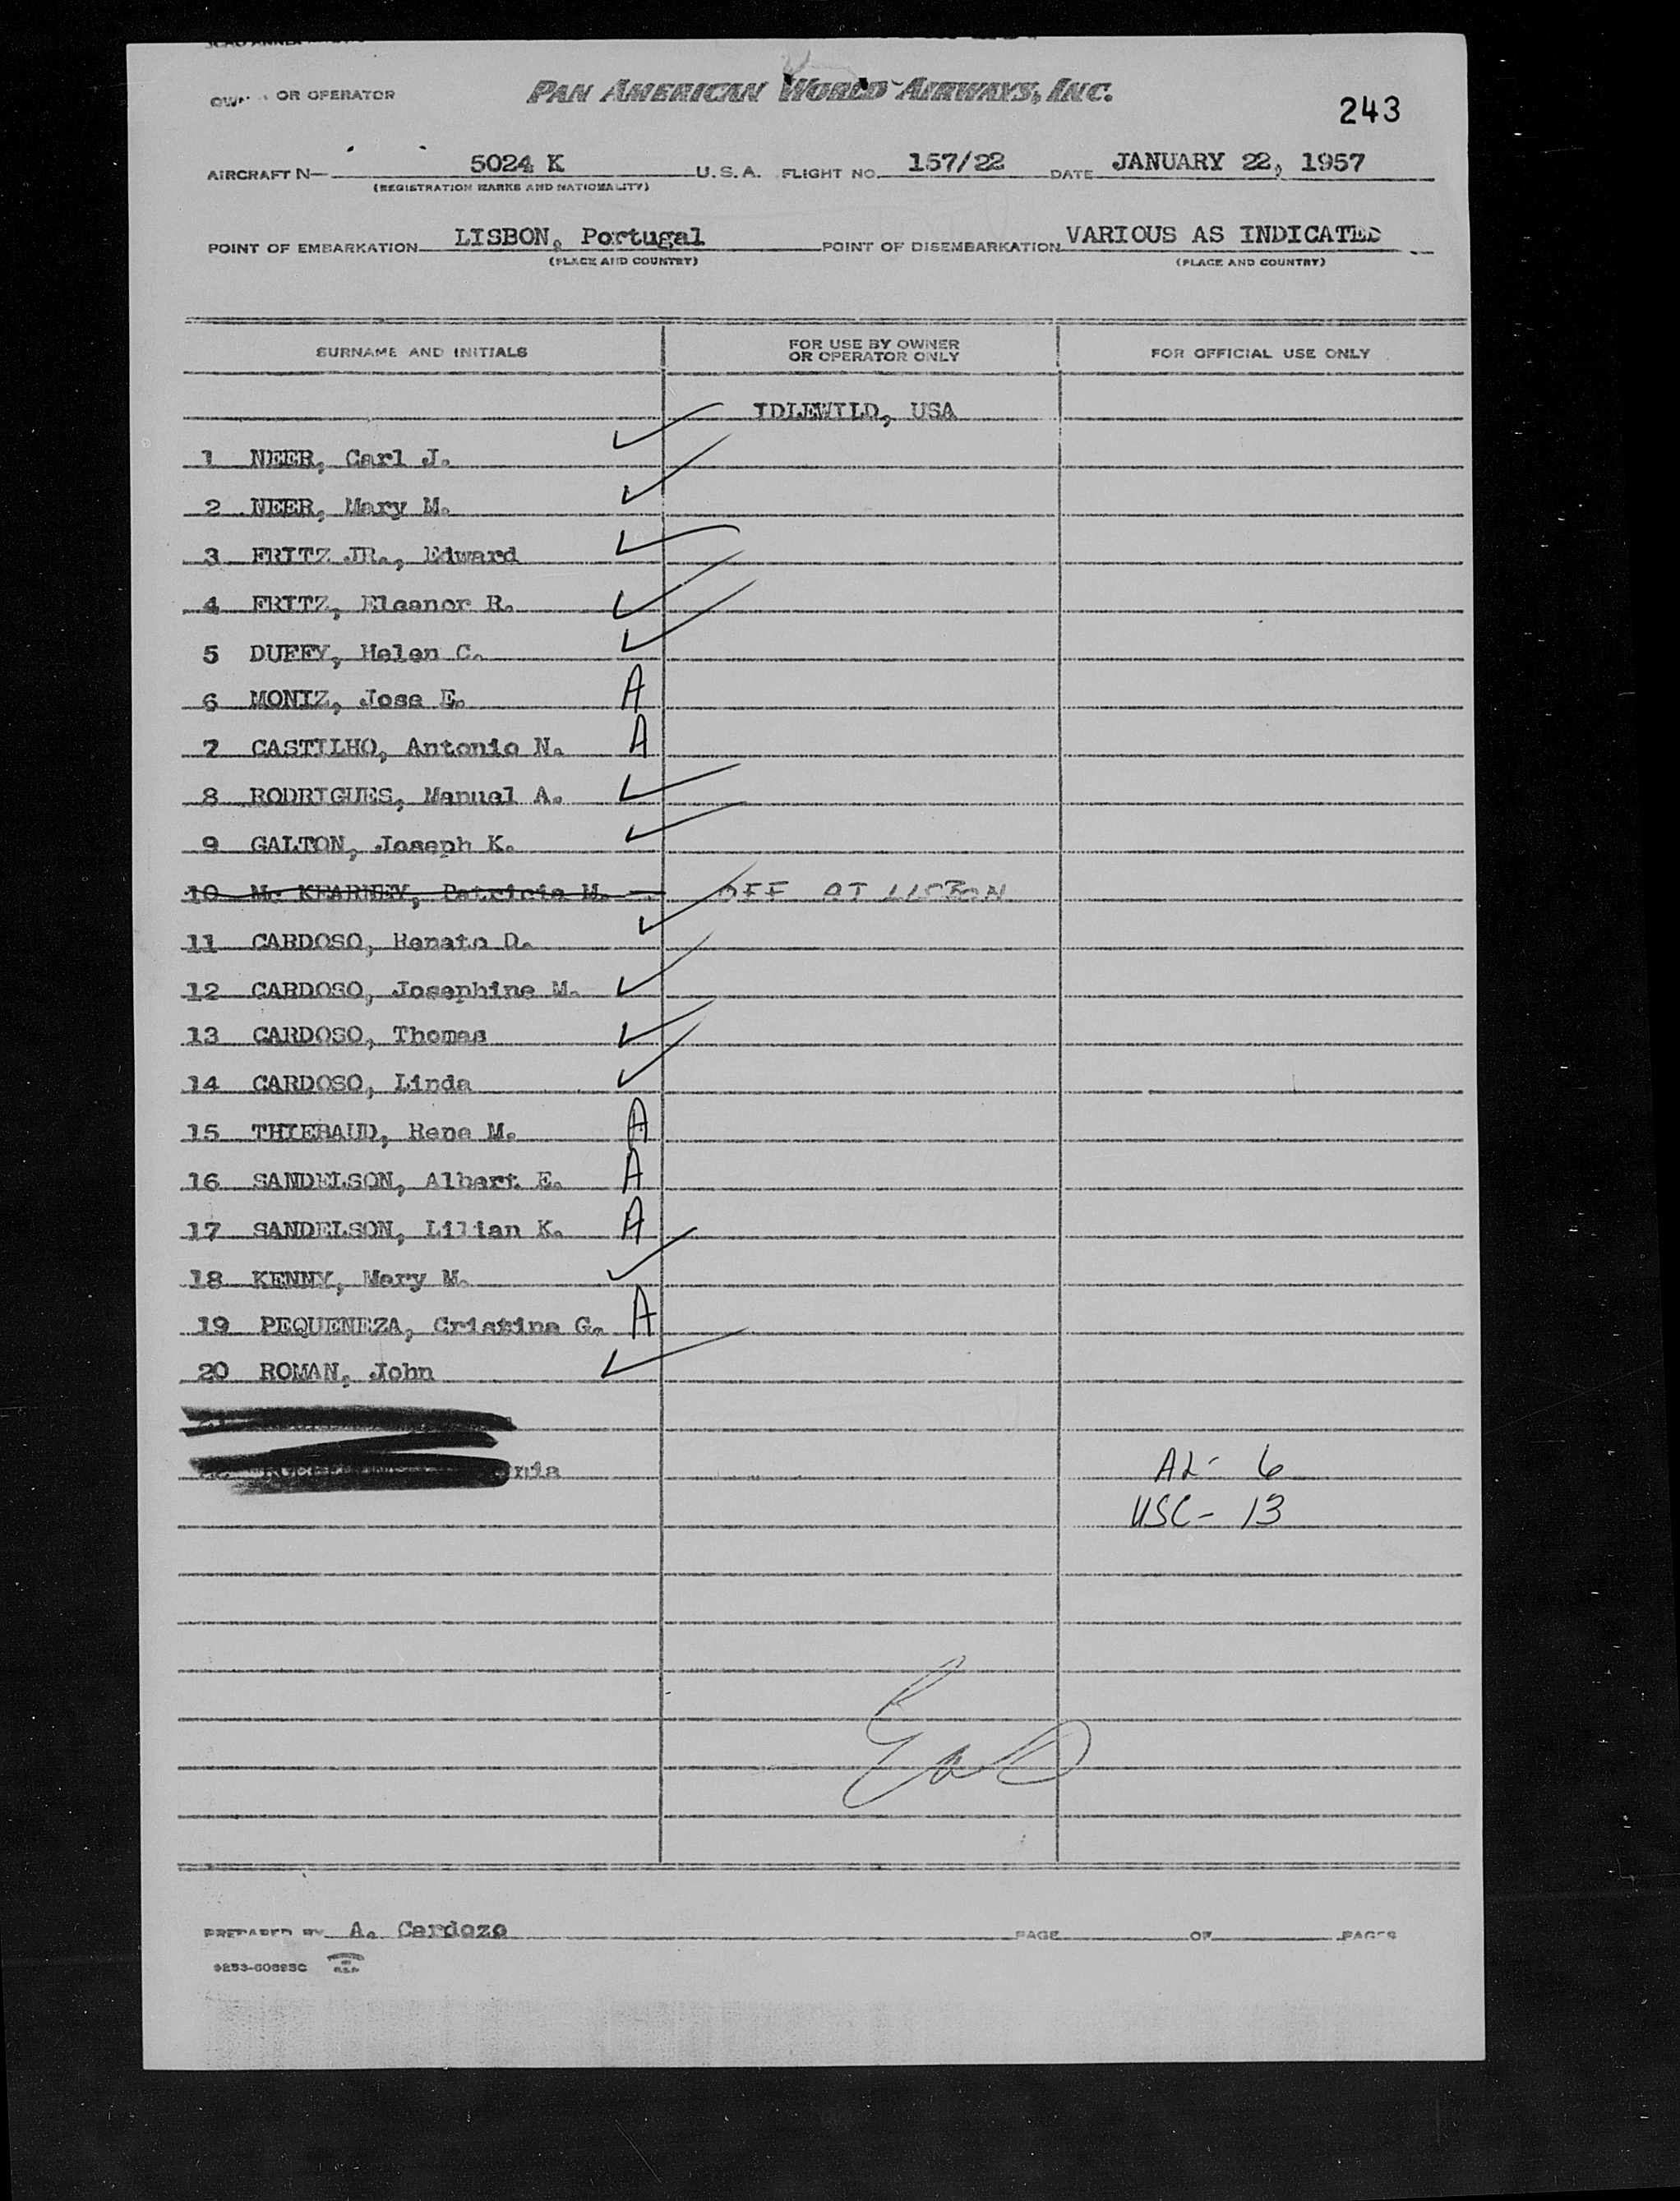 OR OPERATOR PAN AMERICAN WORLD AIRWAYS, INC.
243
AIRCRAFT N— 5024 K U.S.A. FLIGHT NO. 157/22 DATE JANUARY 22, 1957
(REGISTRATION MARKS AND NATIONALITY)
POINT OF EMBARKATION LISBON, Portugal POINT OF DISEMBARKATION VARIOUS AS INDICATED
(PLACE AND COUNTRY) (PLACE AND COUNTRY)
SURNAME AND INITIALS FOR USE BY OWNER OR OPERATOR ONLY FOR OFFICIAL USE ONLY
IDLEWILD, USA
1 NEER, Carl J. ✓
2 NEER, Mary M. ✓
3 FRITZ JR., Edward ✓
4 FRITZ, Eleanor R. ✓
5 DUFFY, Helen C. ✓
6 MONIZ, Jose E. A
7 CASTILHO, Antonio N. A
8 RODRIGUES, Manuel A. ✓
9 GALTON, Joseph K. ✓
10 Mc KEARNEY, Patricia M. OFF AT LISBON
11 CARDOSO, Renato D. ✓
12 CARDOSO, Josephine M. ✓
13 CARDOSO, Thomas ✓
14 CARDOSO, Linda ✓
15 THIEBAUD, Rene M. A
16 SANDELSON, Albert E. A
17 SANDELSON, Lilian K. A
18 KENNY, Mary M. ✓
19 PEQUENEZA, Cristina G. A
20 ROMAN, John ✓
AL- 6
USC- 13
PREPARED BY A. Cardozo PAGE OF PAGES